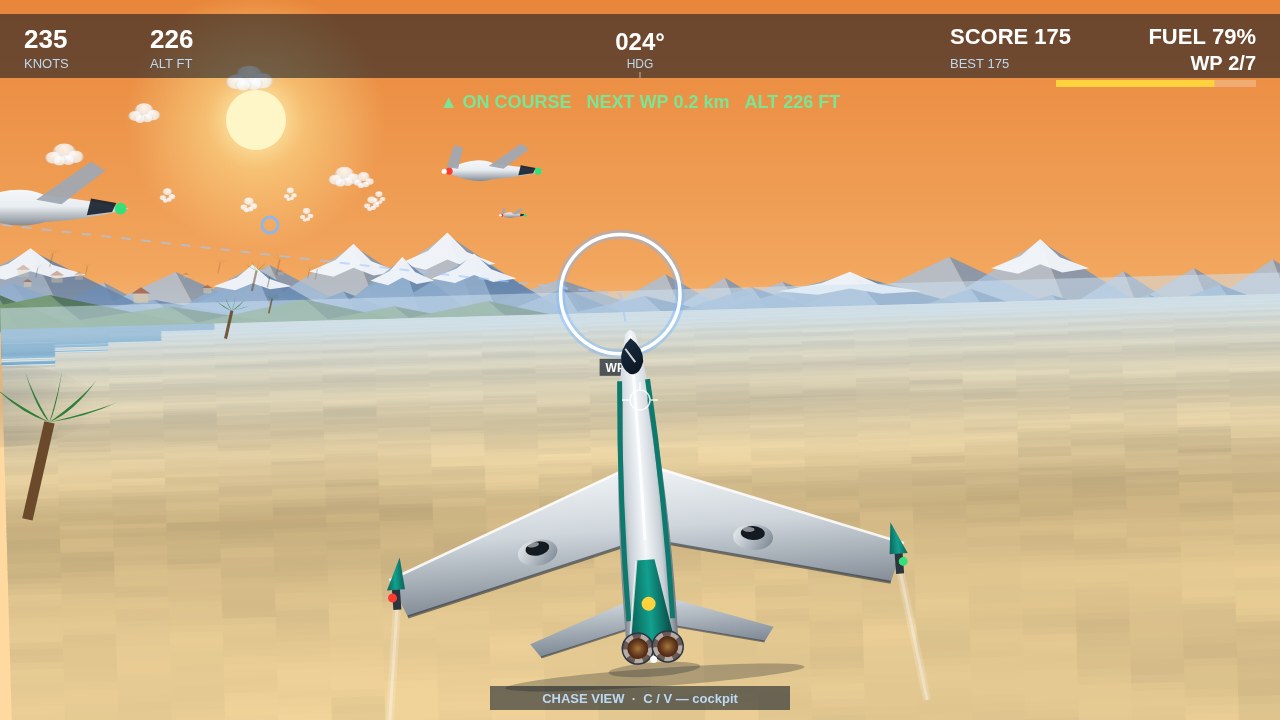 235
KNOTS
226
ALT FT
024°
HDG
SCORE 175
BEST 175
FUEL 79%
WP 2/7
▲ ON COURSE NEXT WP 0.2 km ALT 226 FT
CHASE VIEW · C / V — cockpit